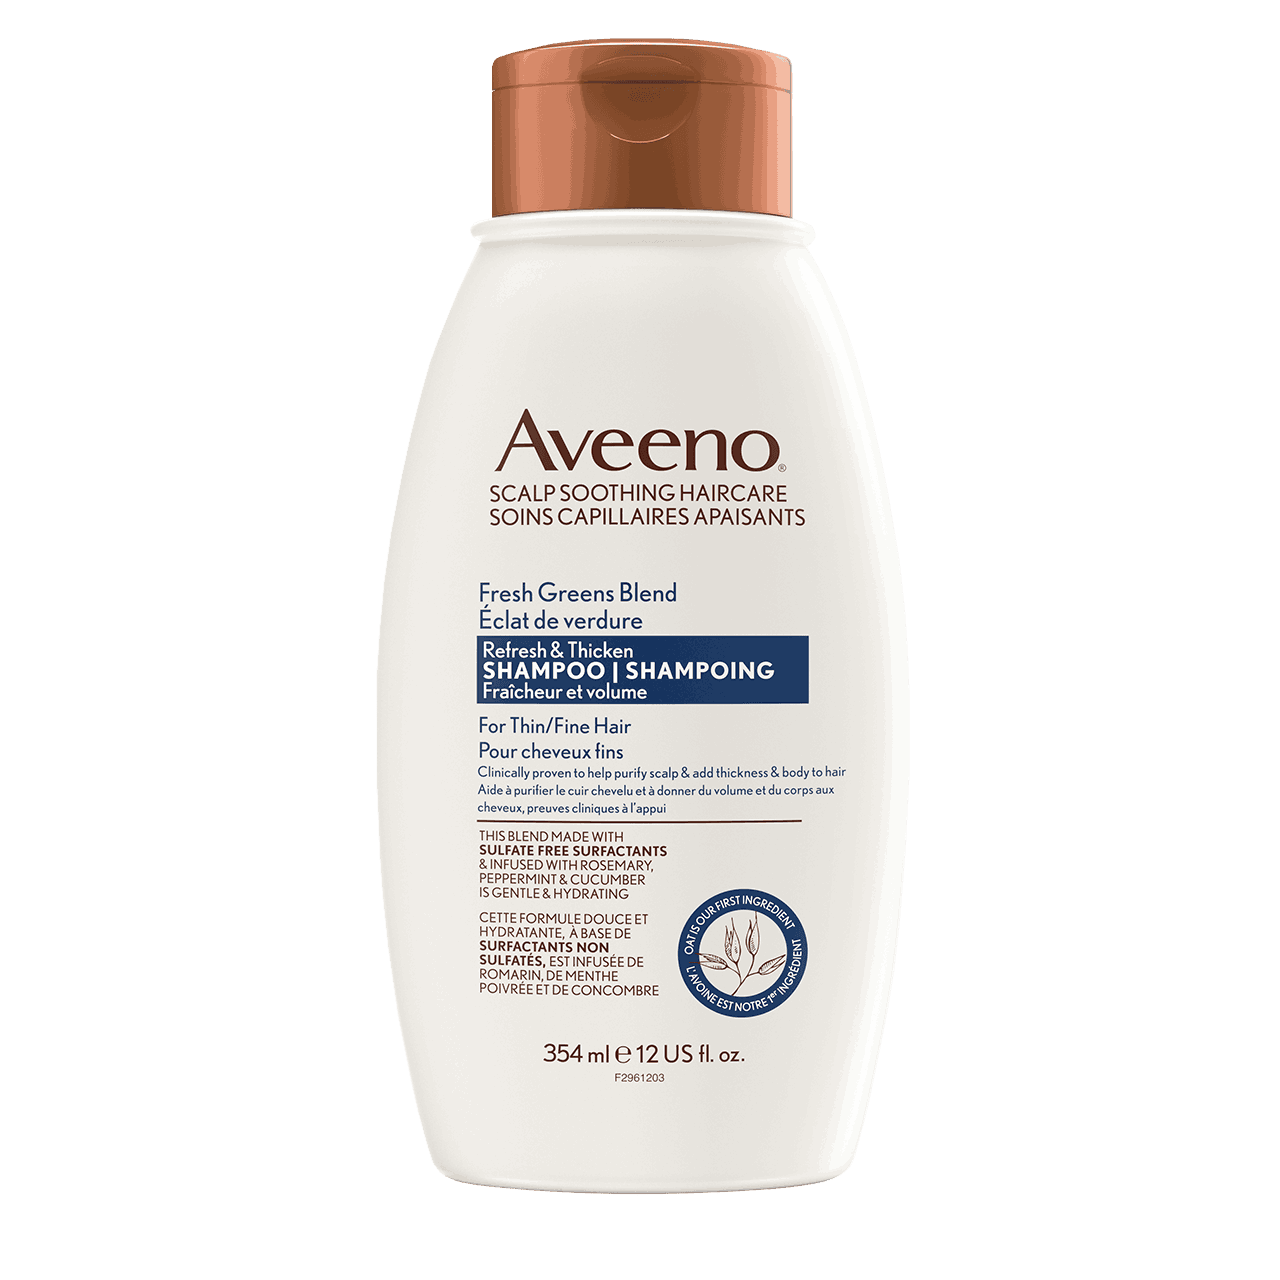 Aveeno®
SCALP SOOTHING HAIRCARE
SOINS CAPILLAIRES APAISANTS
Fresh Greens Blend
Éclat de verdure
Refresh & Thicken
SHAMPOO | SHAMPOING
Fraîcheur et volume
For Thin/Fine Hair
Pour cheveux fins
Clinically proven to help purify scalp & add thickness & body to hair
Aide à purifier le cuir chevelu et à donner du volume et du corps aux
cheveux, preuves cliniques à l'appui
THIS BLEND MADE WITH
SULFATE FREE SURFACTANTS
& INFUSED WITH ROSEMARY,
PEPPERMINT & CUCUMBER
IS GENTLE & HYDRATING
CETTE FORMULE DOUCE ET
HYDRATANTE, À BASE DE
SURFACTANTS NON
SULFATÉS, EST INFUSÉE DE
ROMARIN, DE MENTHE
POIVRÉE ET DE CONCOMBRE
OAT IS OUR FIRST INGREDIENT
L'AVOINE EST NOTRE 1er INGRÉDIENT
354 ml ℮ 12 US fl. oz.
F2961203